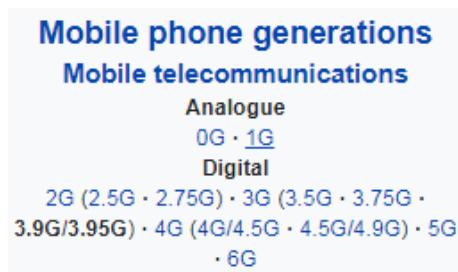 Mobile phone generations
Mobile telecommunications
Analogue
0G · 1G
Digital
2G (2.5G · 2.75G) · 3G (3.5G · 3.75G ·
3.9G/3.95G) · 4G (4G/4.5G · 4.5G/4.9G) · 5G
· 6G